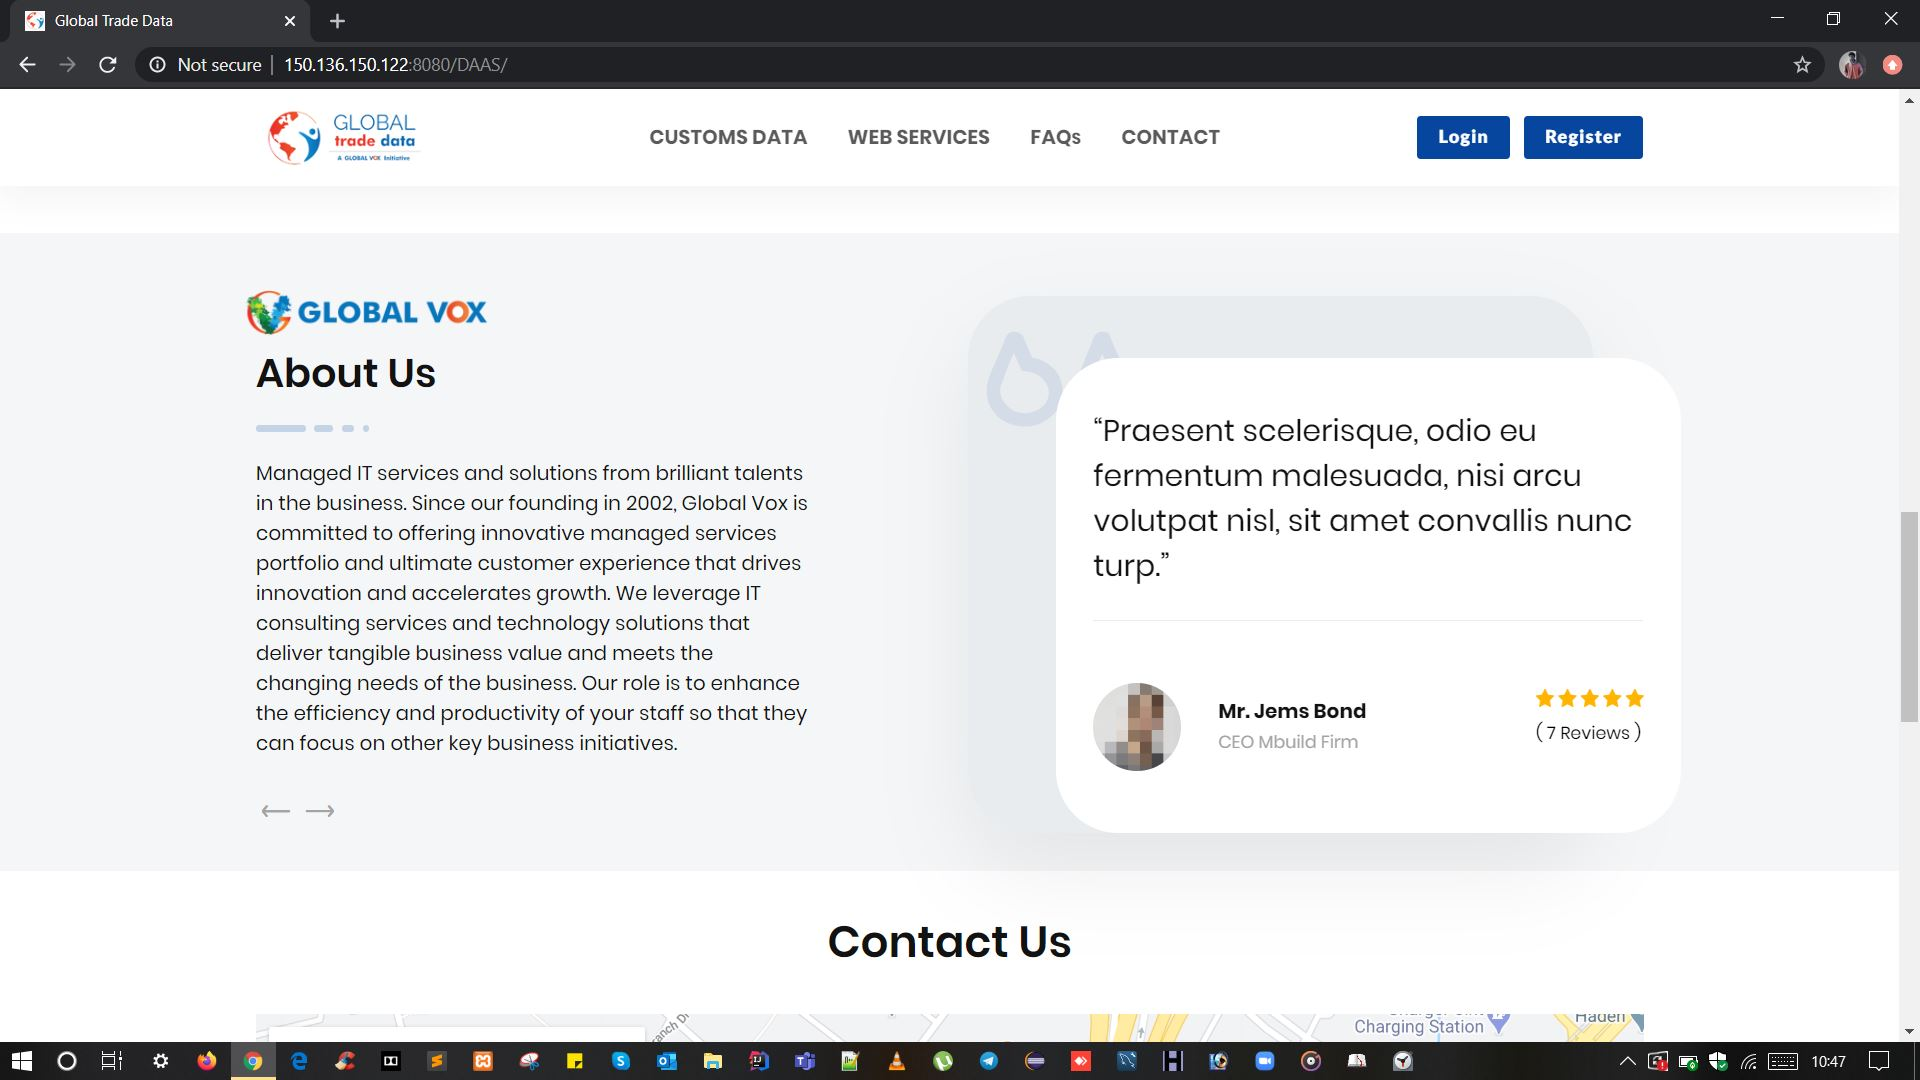 Global Trade Data
Not secure | 150.136.150.122:8080/DAAS/
GLOBAL
trade data
A GLOBAL VOX Initiative
CUSTOMS DATA
WEB SERVICES
FAQs
CONTACT
Login
Register
GLOBAL VOX
About Us
Managed IT services and solutions from brilliant talents
in the business. Since our founding in 2002, Global Vox is
committed to offering innovative managed services
portfolio and ultimate customer experience that drives
innovation and accelerates growth. We leverage IT
consulting services and technology solutions that
deliver tangible business value and meets the
changing needs of the business. Our role is to enhance
the efficiency and productivity of your staff so that they
can focus on other key business initiatives.
“Praesent scelerisque, odio eu
fermentum malesuada, nisi arcu
volutpat nisl, sit amet convallis nunc
turp.”
Mr. Jems Bond
CEO Mbuild Firm
( 7 Reviews )
Contact Us
Charging Station
Haden
10:47